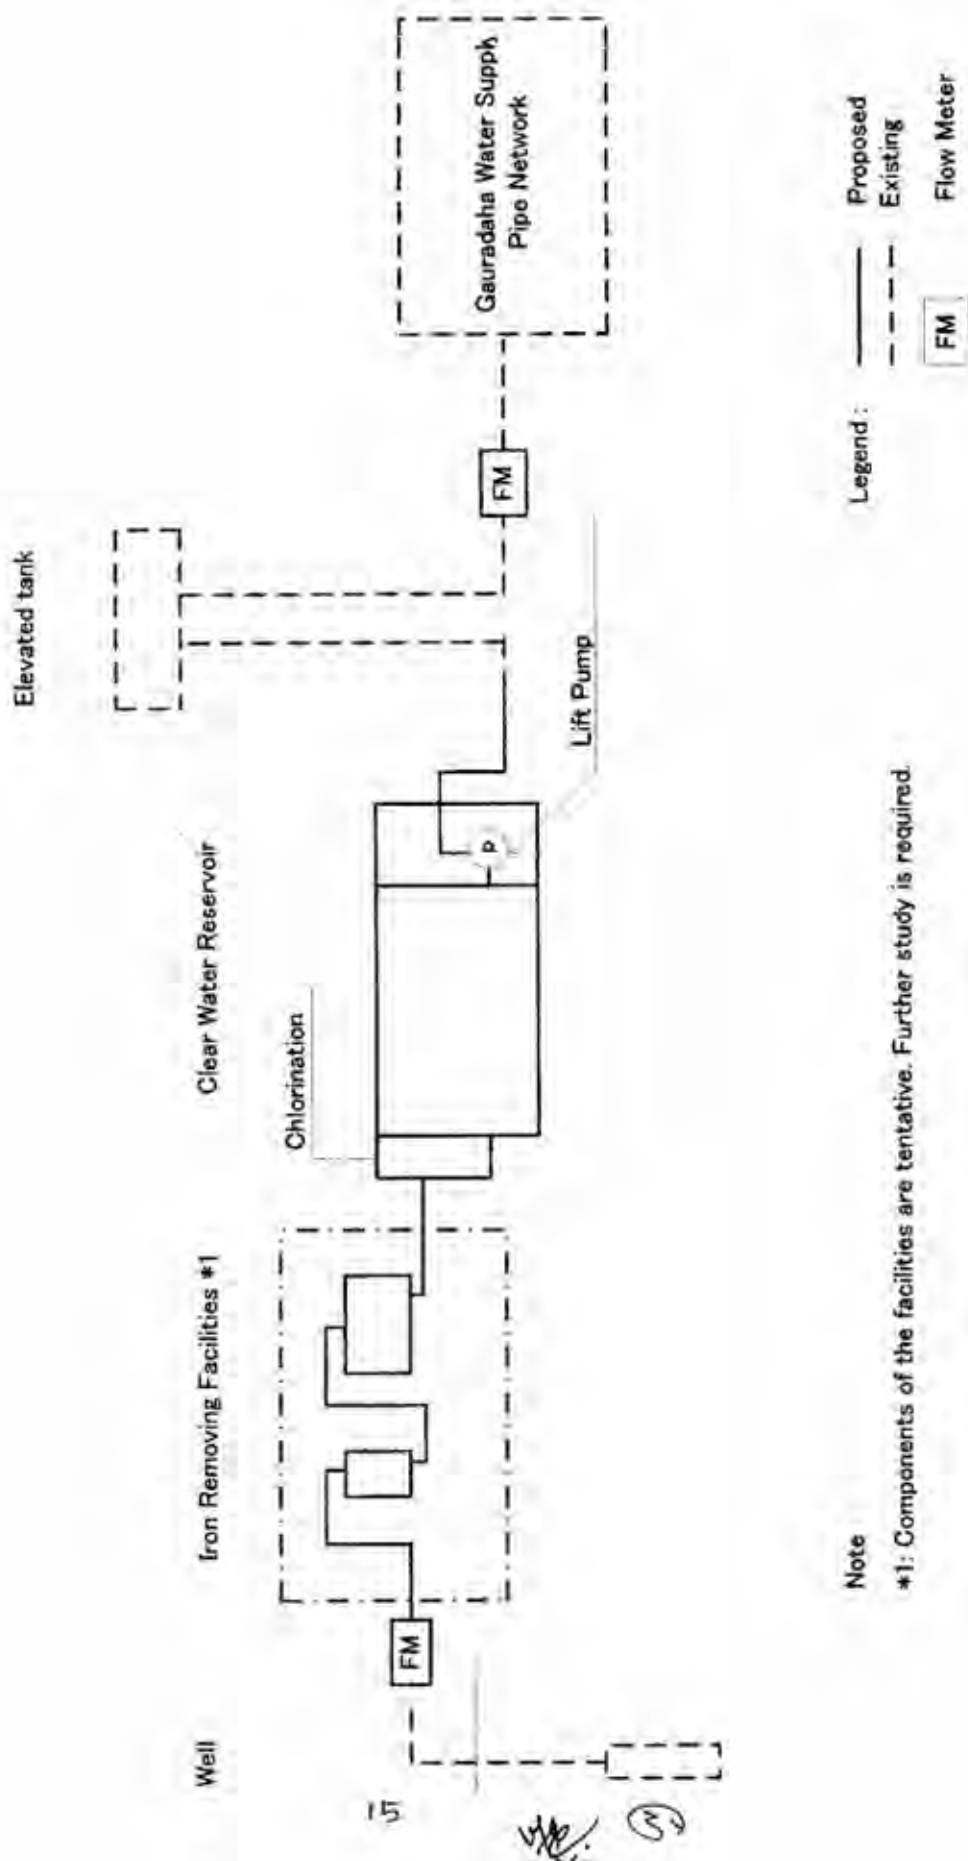 Elevated tank
Well
Iron Removing Facilities *1
Clear Water Reservoir
Chlorination
FM
P
Lift Pump
FM
Gauradaha Water Supply
Pipe Network
Legend :
Proposed
Existing
FM
Flow Meter
Note
*1: Components of the facilities are tentative. Further study is required.
15